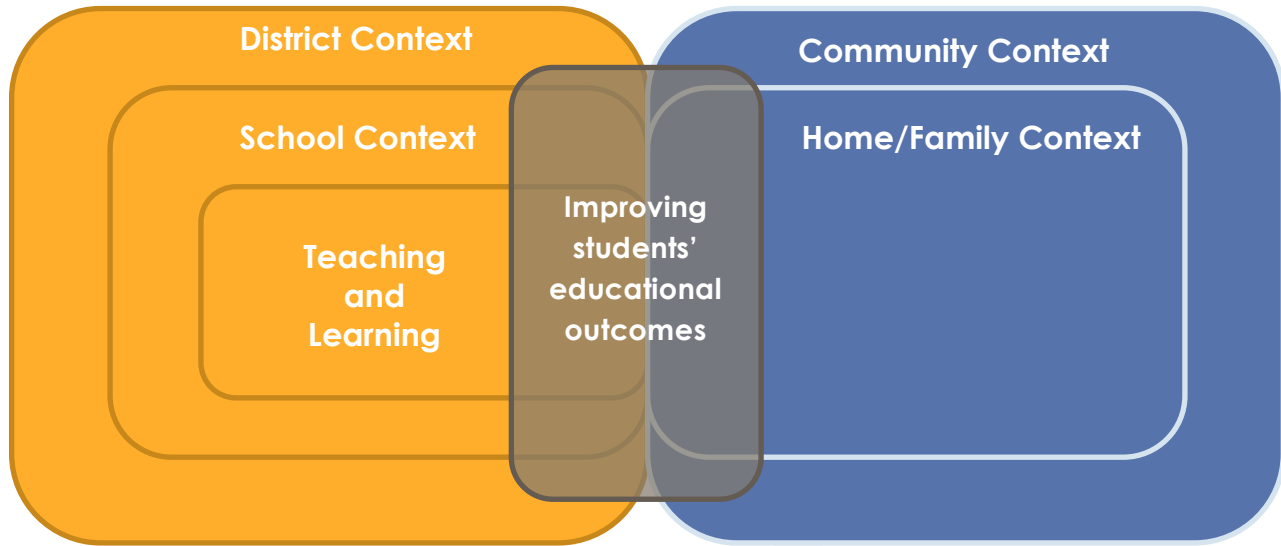 District Context
School Context
Teaching
and
Learning
Improving
students’
educational
outcomes
Community Context
Home/Family Context